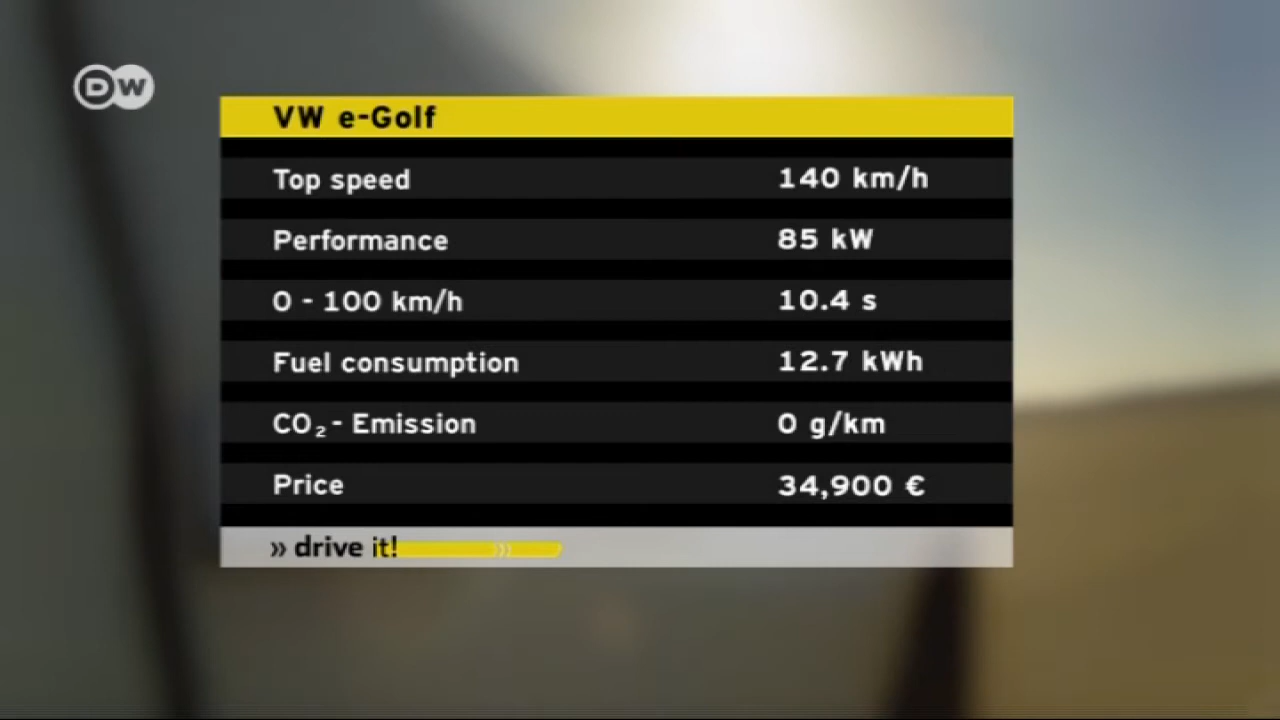 DW
VW e-Golf
Top speed 140 km/h
Performance 85 kW
0 - 100 km/h 10.4 s
Fuel consumption 12.7 kWh
CO₂- Emission 0 g/km
Price 34,900 €
» drive it!